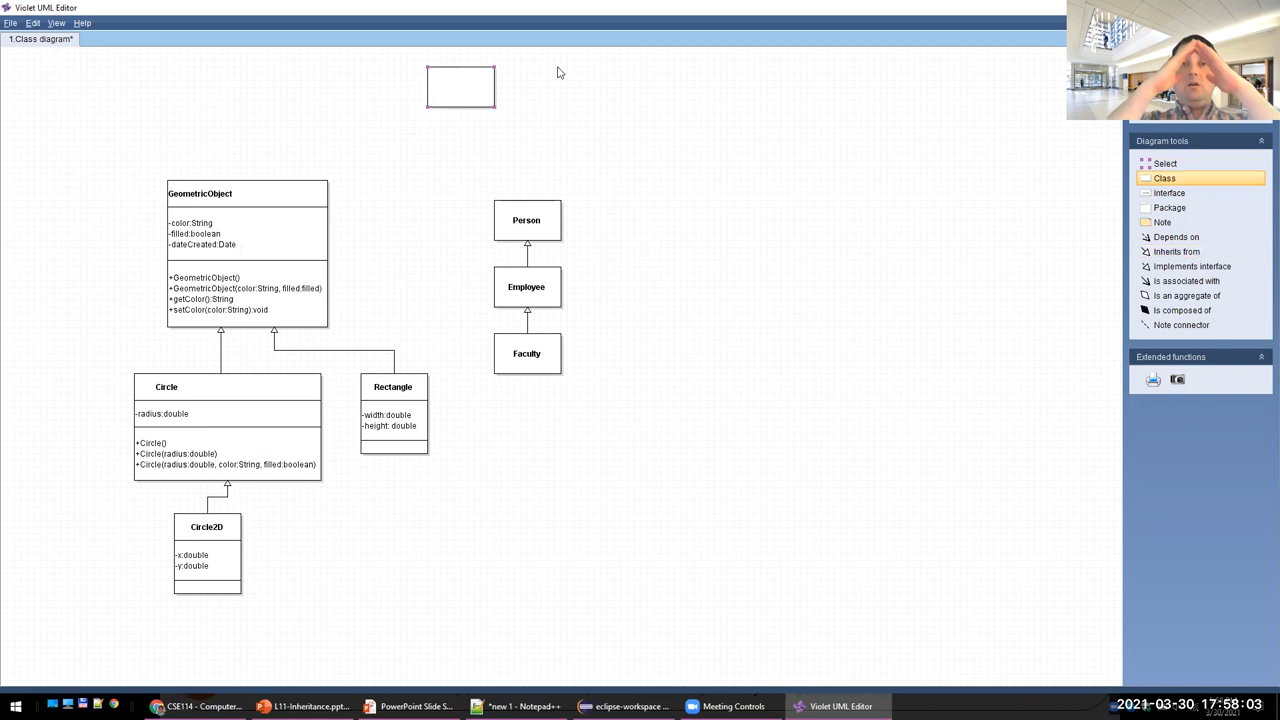 Violet UML Editor
File Edit View Help
1.Class diagram*
GeometricObject
-color:String
-filled:boolean
-dateCreated:Date
+GeometricObject()
+GeometricObject(color:String, filled:filled)
+getColor():String
+setColor(color:String):void
Person
Employee
Faculty
Circle
-radius:double
+Circle()
+Circle(radius:double)
+Circle(radius:double, color:String, filled:boolean)
Rectangle
-width:double
-height: double
Circle2D
-x:double
-y:double
Diagram tools
Select
Class
Interface
Package
Note
Depends on
Inherits from
Implements interface
Is associated with
Is an aggregate of
Is composed of
Note connector
Extended functions
CSE114 - Computer...
L11-Inheritance.ppt...
PowerPoint Slide S...
*new 1 - Notepad++
eclipse-workspace ...
Meeting Controls
Violet UML Editor
2021-03-30 17:58:03